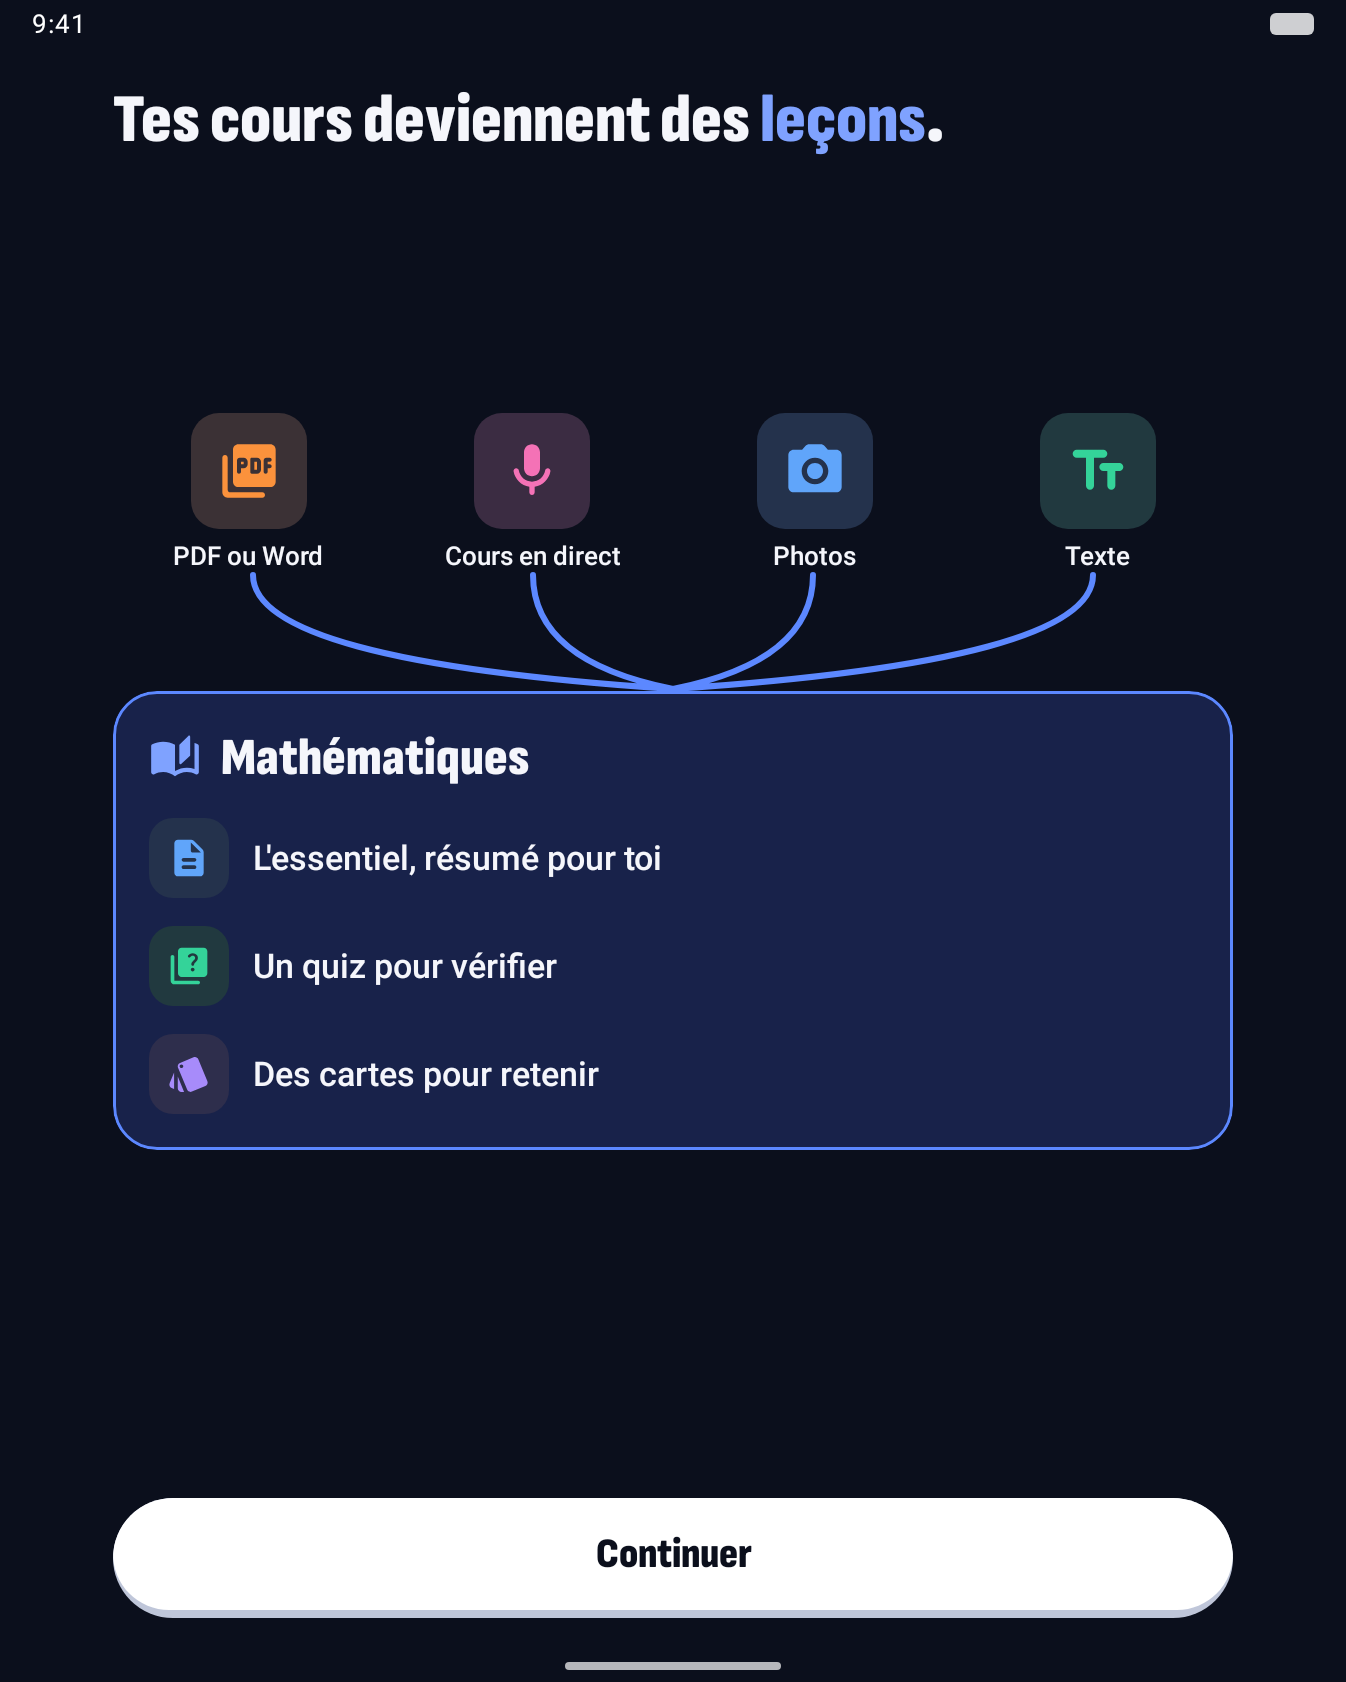 9:41
Tes cours deviennent des leçons.
PDF
Tт
PDF ou Word
Cours en direct
Photos
Texte
Mathématiques
L'essentiel, résumé pour toi
?
Un quiz pour vérifier
Des cartes pour retenir
Continuer